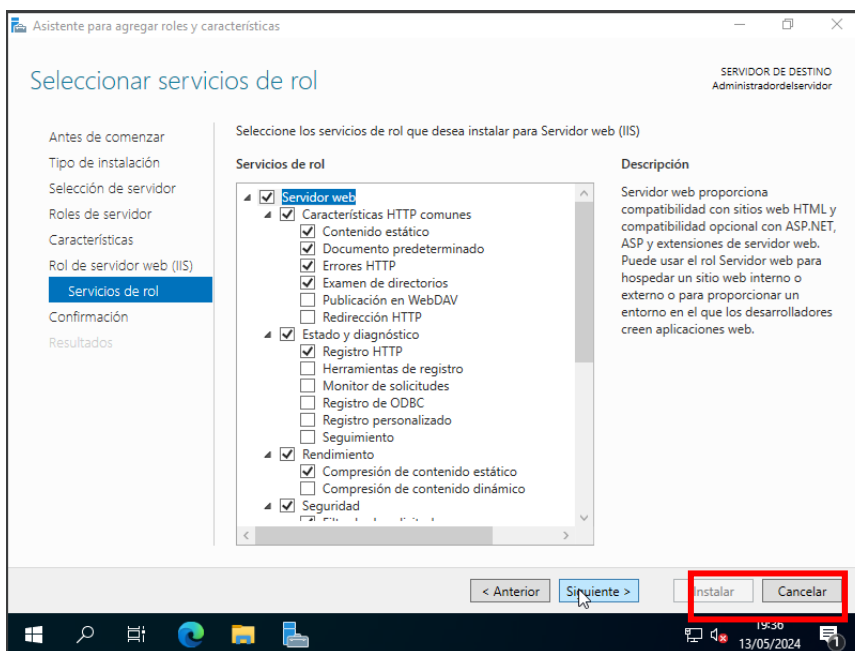 Asistente para agregar roles y características
Seleccionar servicios de rol
SERVIDOR DE DESTINO
Administradordelservidor
Antes de comenzar
Tipo de instalación
Selección de servidor
Roles de servidor
Características
Rol de servidor web (IIS)
Servicios de rol
Confirmación
Resultados
Seleccione los servicios de rol que desea instalar para Servidor web (IIS)
Servicios de rol
Servidor web
Características HTTP comunes
Contenido estático
Documento predeterminado
Errores HTTP
Examen de directorios
Publicación en WebDAV
Redirección HTTP
Estado y diagnóstico
Registro HTTP
Herramientas de registro
Monitor de solicitudes
Registro de ODBC
Registro personalizado
Seguimiento
Rendimiento
Compresión de contenido estático
Compresión de contenido dinámico
Seguridad
Descripción
Servidor web proporciona
compatibilidad con sitios web HTML y
compatibilidad opcional con ASP.NET,
ASP y extensiones de servidor web.
Puede usar el rol Servidor web para
hospedar un sitio web interno o
externo o para proporcionar un
entorno en el que los desarrolladores
creen aplicaciones web.
< Anterior
Siguiente >
Instalar
Cancelar
19:36
13/05/2024
1